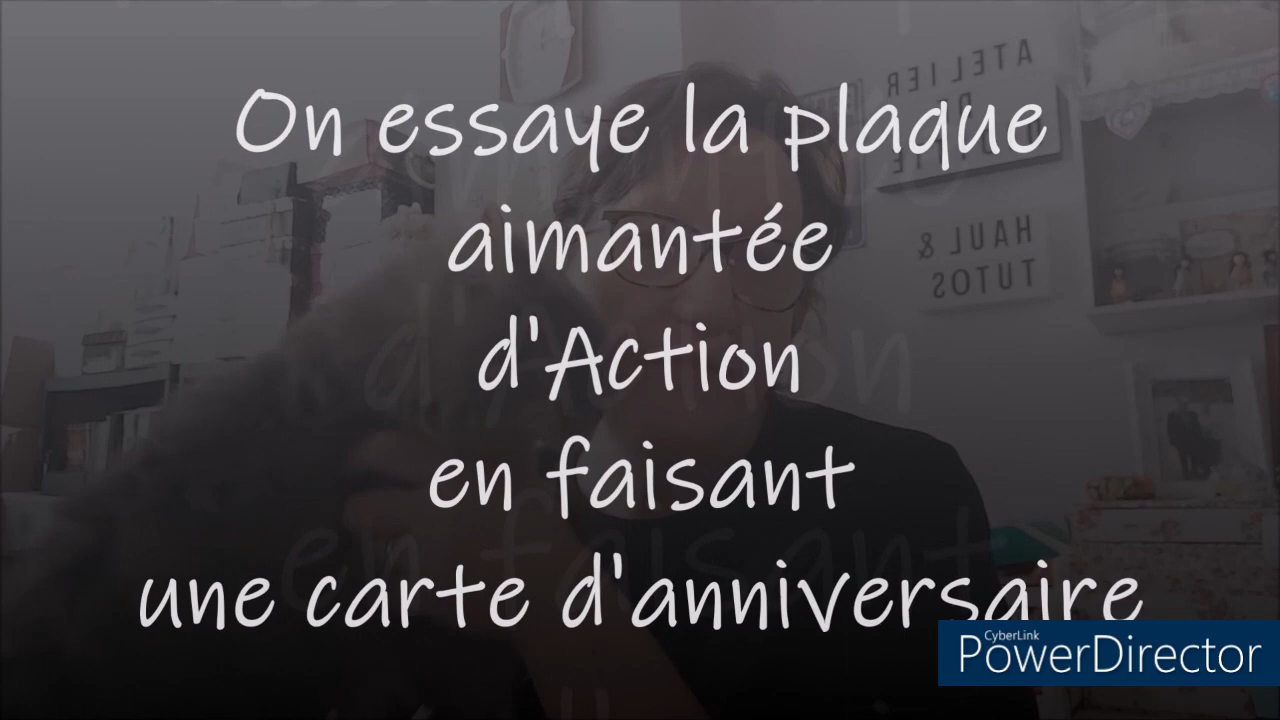 On essaye la plaque
aimantée
d'Action
en faisant
une carte d'anniversaire
ATELIER
HAUL &
TUTOS
CyberLink
PowerDirector